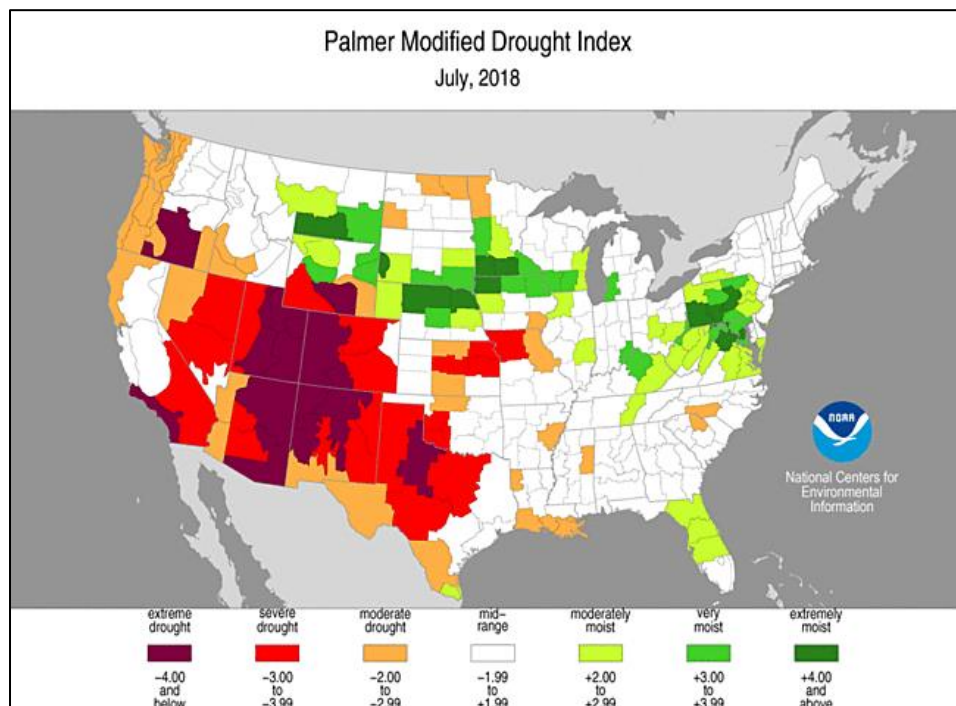 Palmer Modified Drought Index
July, 2018
NOAA
National Centers for
Environmental
Information
extreme drought
severe drought
moderate drought
mid-range
moderately moist
very moist
extremely moist
−4.00 and below
−3.00 to −3.99
−2.00 to −2.99
−1.99 to +1.99
+2.00 to +2.99
+3.00 to +3.99
+4.00 and above